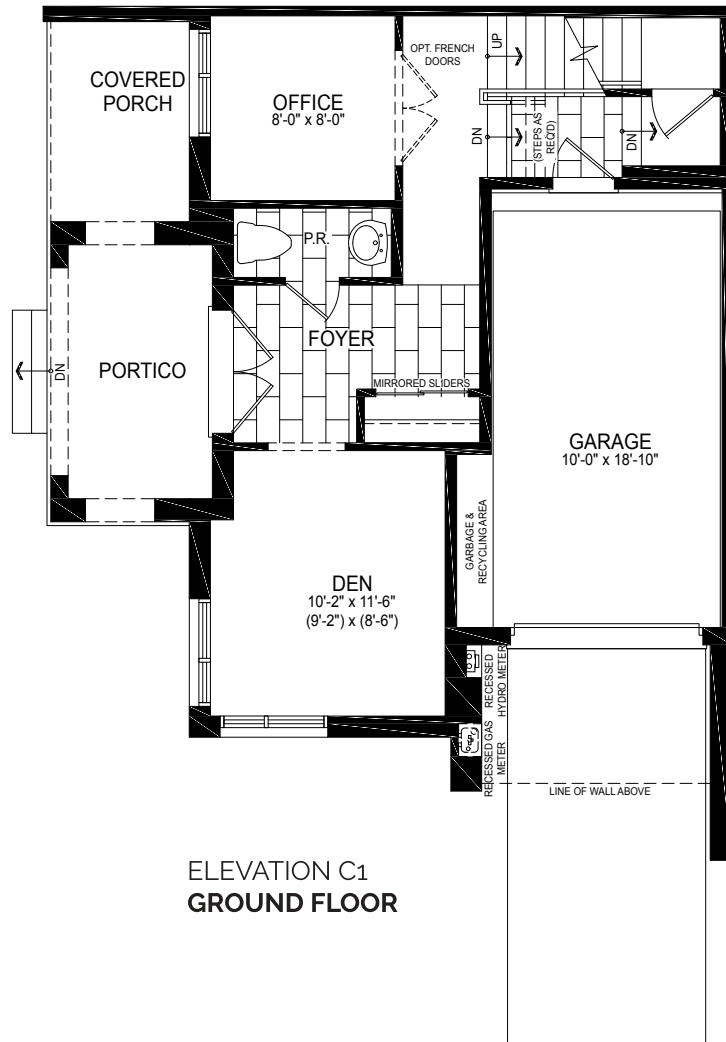 OPT. FRENCH
DOORS
UP
COVERED
PORCH
OFFICE
8'-0" x 8'-0"
DN
(STEPS AS
REQ'D)
DN
P.R.
FOYER
PORTICO
DN
MIRRORED SLIDERS
GARAGE
10'-0" x 18'-10"
GARBAGE &
RECYCLING AREA
DEN
10'-2" x 11'-6"
(9'-2") x (8'-6")
RECESSED
HYDRO METER
RECESSED GAS
METER
LINE OF WALL ABOVE
ELEVATION C1
GROUND FLOOR